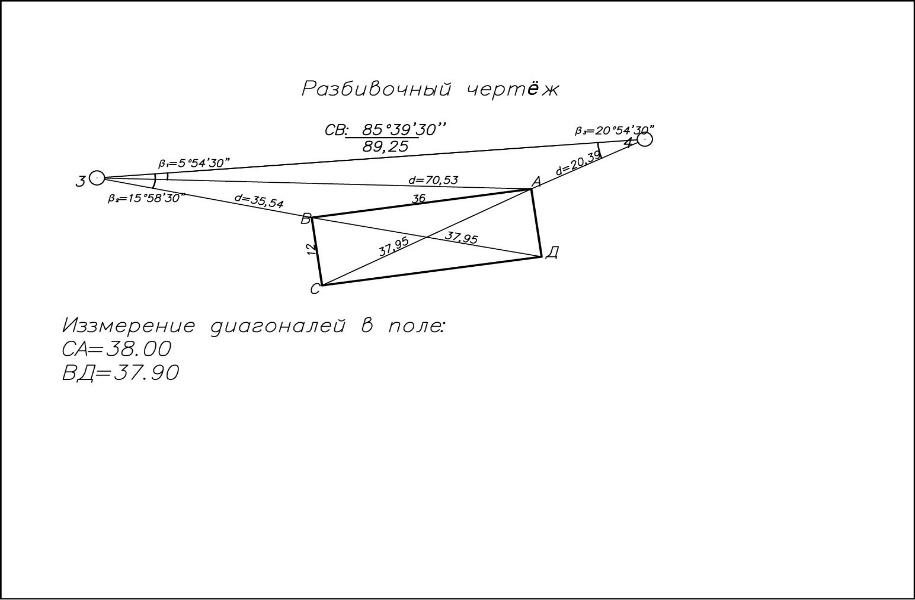 Разбивочный чертёж
СВ: 85°39'30''
89,25
β₃=20°54'30''
4
β₁=5°54'30''
d=20,39
3
d=70,53
А
β₂=15°58'30''
d=35,54
36
В
12
37,95
37,95
Д
С
Иззмерение диагоналей в поле:
СА=38.00
ВД=37.90